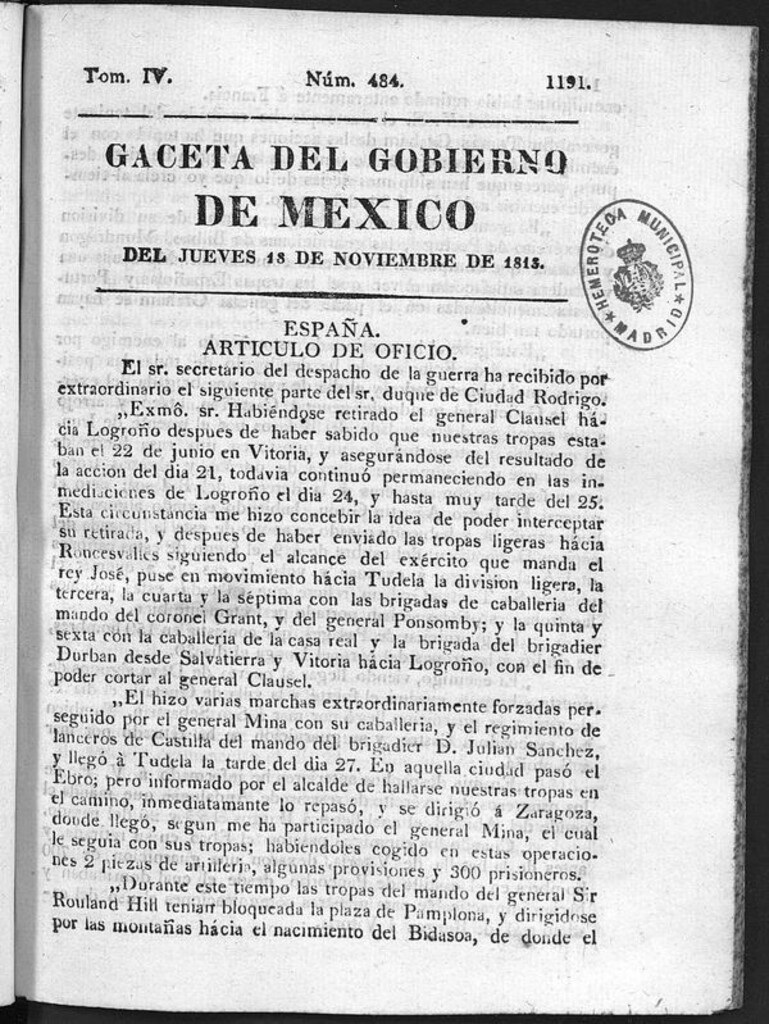 Tom. IV. Núm. 484. 1191.
GACETA DEL GOBIERNO
DE MEXICO
DEL JUEVES 18 DE NOVIEMBRE DE 1813.
HEMEROTECA MUNICIPAL
★ MADRID ★
ESPAÑA.
ARTICULO DE OFICIO.
El sr. secretario del despacho de la guerra ha recibido por
extraordinario el siguiente parte del sr. duque de Ciudad Rodrigo.
„Exmô. sr. Habiéndose retirado el general Clausel há-
cia Logroño despues de haber sabido que nuestras tropas esta-
ban el 22 de junio en Vitoria, y asegurándose del resultado de
la accion del dia 21, todavia continuó permaneciendo en las in-
mediaciones de Logroño el dia 24, y hasta muy tarde del 25.
Esta circunstancia me hizo concebir la idea de poder interceptar
su retirada, y despues de haber enviado las tropas ligeras hácia
Roncesvalles siguiendo el alcance del exército que manda el
rey José, puse en movimiento hácia Tudela la division ligera, la
tercera, la cuarta y la séptima con las brigadas de caballeria del
mando del coronel Grant, y del general Ponsomby; y la quinta y
sexta con la caballeria de la casa real y la brigada del brigadier
Durban desde Salvatierra y Vitoria hácia Logroño, con el fin de
poder cortar al general Clausel.
„El hizo varias marchas extraordinariamente forzadas per-
seguido por el general Mina con su caballeria, y el regimiento de
lanceros de Castilla del mando del brigadier D. Julian Sanchez,
y llegó à Tudela la tarde del dia 27. En aquella ciudad pasó el
Ebro; pero informado por el alcalde de hallarse nuestras tropas en
el camino, inmediatamante lo repasó, y se dirigió á Zaragoza,
donde llegó, segun me ha participado el general Mina, el cual
le seguia con sus tropas; habiendoles cogido en estas operacio-
nes 2 piezas de artilleria, algunas provisiones y 300 prisioneros.
„Durante este tiempo las tropas del mando del general Sir
Rouland Hill tenian bloqueada la plaza de Pamplona, y dirigidose
por las montañas hácia el nacimiento del Bidasoa, de donde el